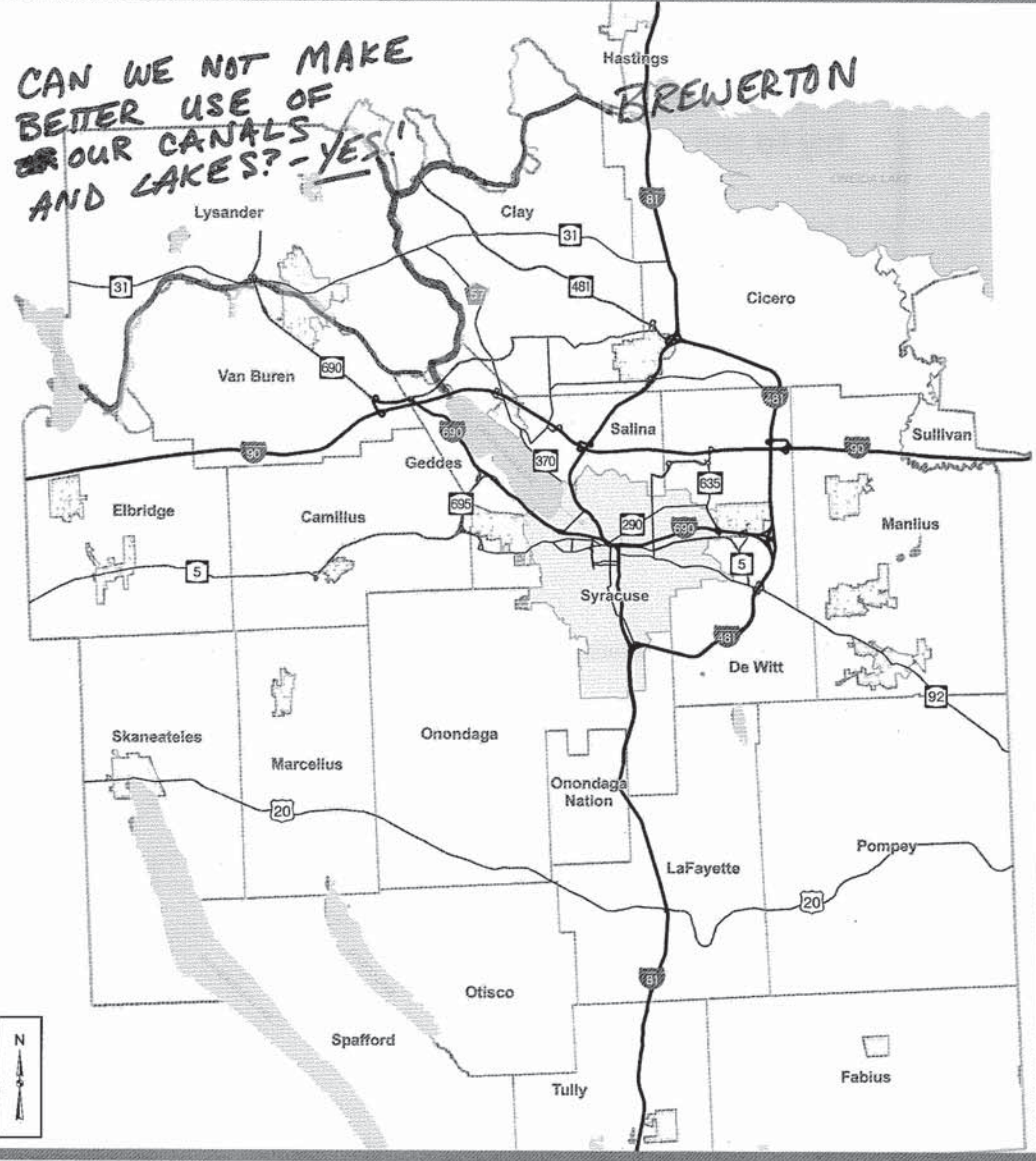 CAN WE NOT MAKE
BETTER USE OF
OUR CANALS
AND LAKES? - YES!
Hastings
BREWERTON
ONEIDA LAKE
81
Lysander
Clay
31
31
481
57
Cicero
690
Van Buren
481
690
Salina
Sullivan
90
90
Geddes
370
635
695
Elbridge
Camillus
290
690
Manlius
5
5
Syracuse
481
De Witt
92
Skaneateles
Onondaga
Marcellus
Onondaga
Nation
20
Pompey
LaFayette
20
81
Otisco
Spafford
N
Fabius
Tully